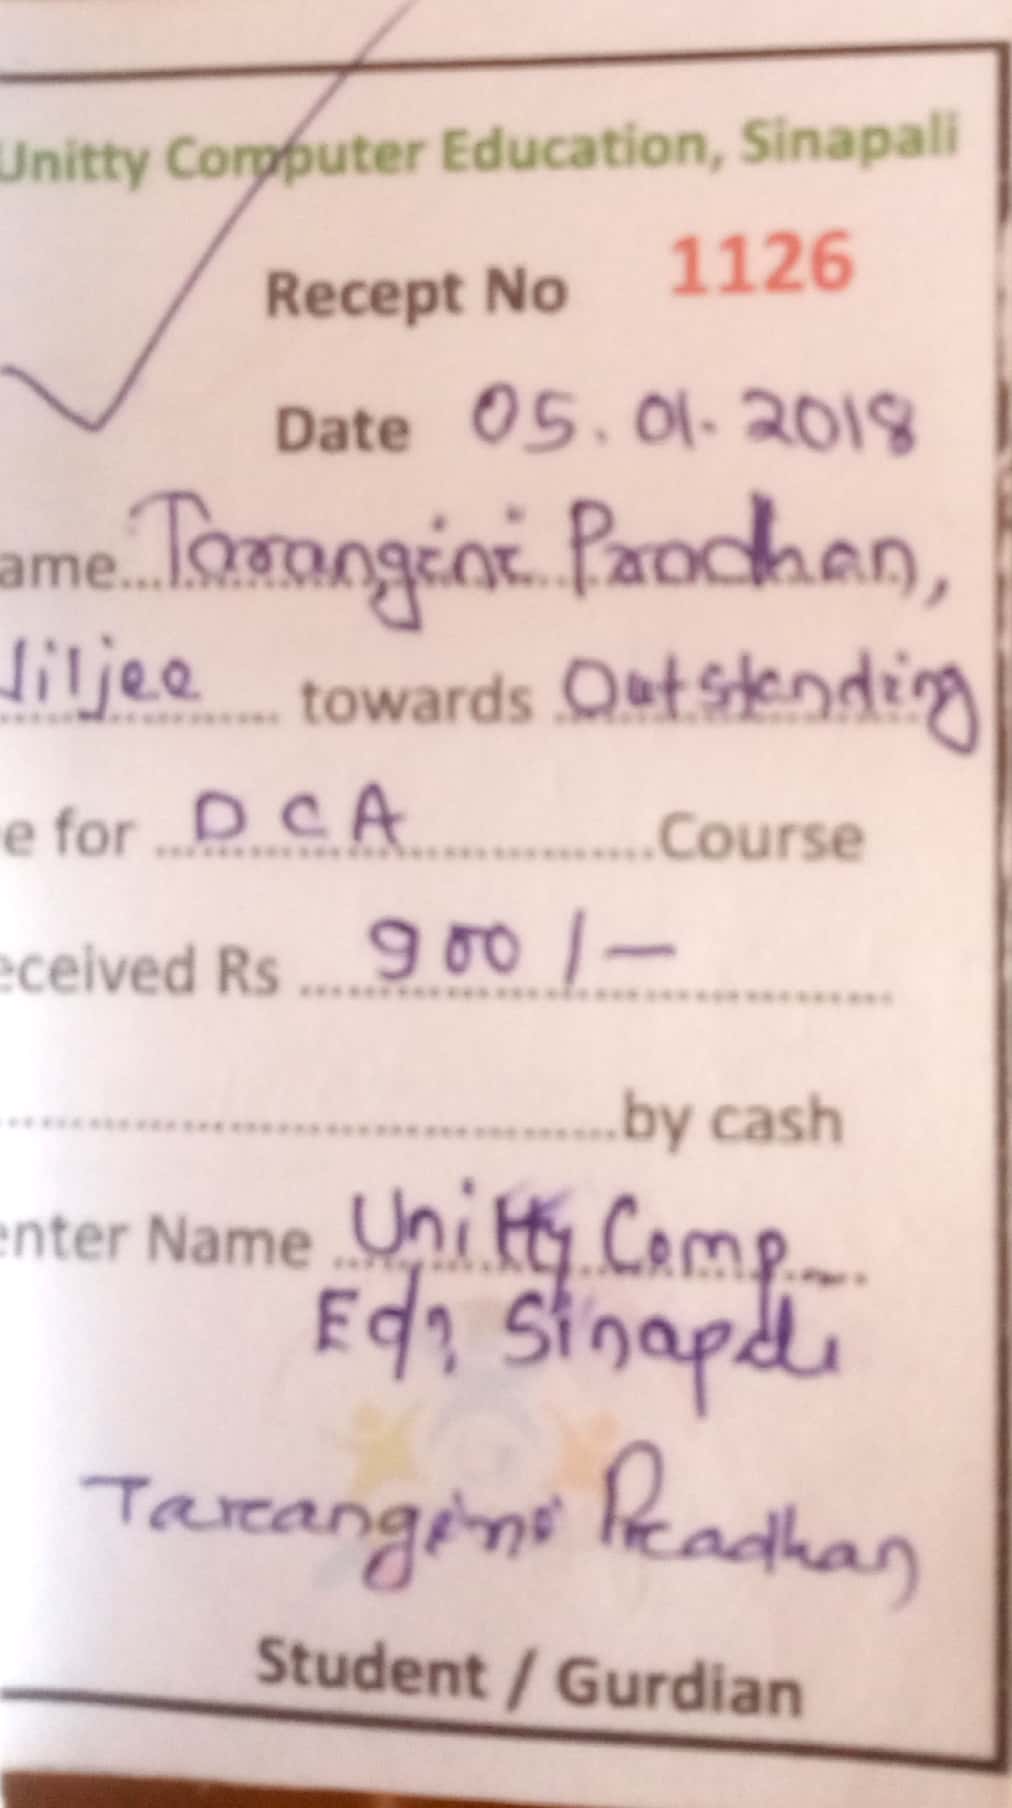 Unitty Computer Education, Sinapali
Recept No 1126
Date 05.01.2018
ame...Tarangini Pradhan,
Jiljee towards Outstanding
e for DCA Course
eceived Rs 900/-
by cash
enter Name Unitty Comp
Edn Sinapali
Tarangini Pradhan
Student / Gurdian